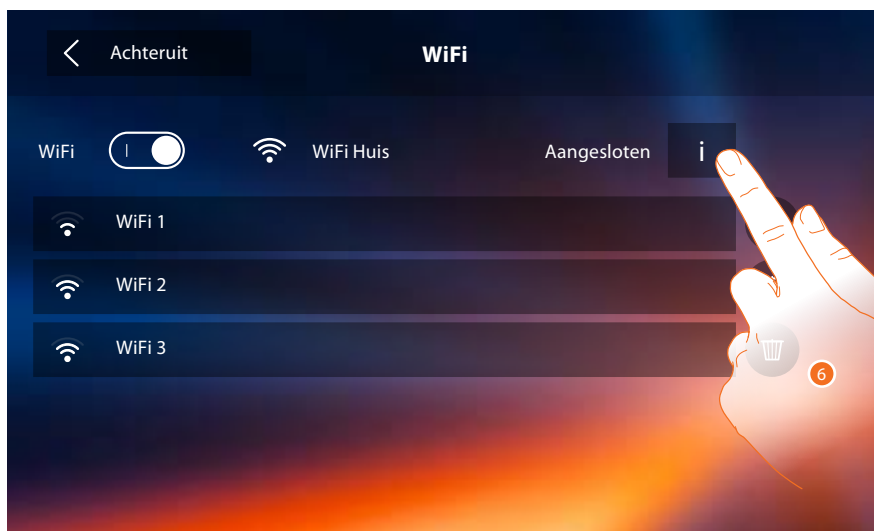 Achteruit
WiFi
WiFi
WiFi Huis
Aangesloten
i
WiFi 1
WiFi 2
WiFi 3
6